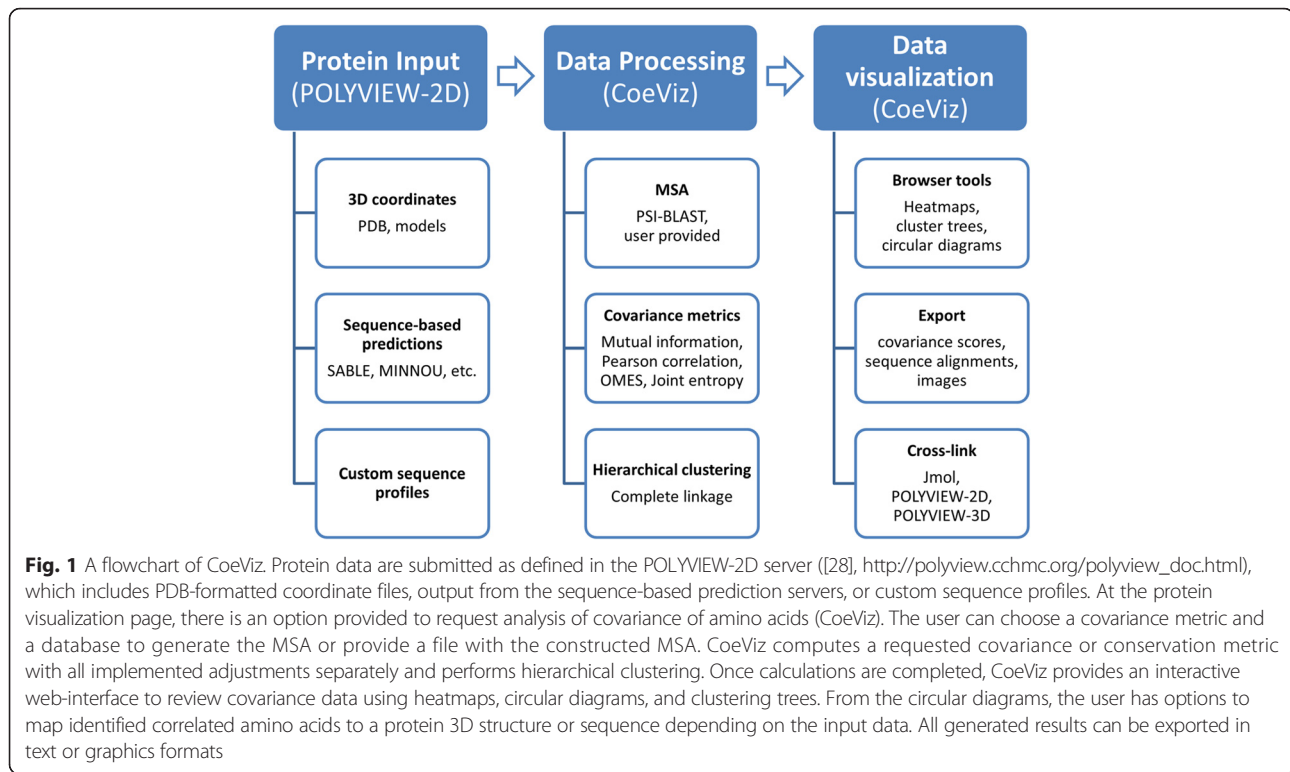 Protein Input
(POLYVIEW-2D)
3D coordinates
PDB, models
Sequence-based
predictions
SABLE, MINNOU, etc.
Custom sequence
profiles
Data Processing
(CoeViz)
MSA
PSI-BLAST,
user provided
Covariance metrics
Mutual information,
Pearson correlation,
OMES, Joint entropy
Hierarchical clustering
Complete linkage
Data
visualization
(CoeViz)
Browser tools
Heatmaps,
cluster trees,
circular diagrams
Export
covariance scores,
sequence alignments,
images
Cross-link
Jmol,
POLYVIEW-2D,
POLYVIEW-3D
Fig. 1 A flowchart of CoeViz. Protein data are submitted as defined in the POLYVIEW-2D server ([28], http://polyview.cchmc.org/polyview_doc.html),
which includes PDB-formatted coordinate files, output from the sequence-based prediction servers, or custom sequence profiles. At the protein
visualization page, there is an option provided to request analysis of covariance of amino acids (CoeViz). The user can choose a covariance metric and
a database to generate the MSA or provide a file with the constructed MSA. CoeViz computes a requested covariance or conservation metric
with all implemented adjustments separately and performs hierarchical clustering. Once calculations are completed, CoeViz provides an interactive
web-interface to review covariance data using heatmaps, circular diagrams, and clustering trees. From the circular diagrams, the user has options to
map identified correlated amino acids to a protein 3D structure or sequence depending on the input data. All generated results can be exported in
text or graphics formats